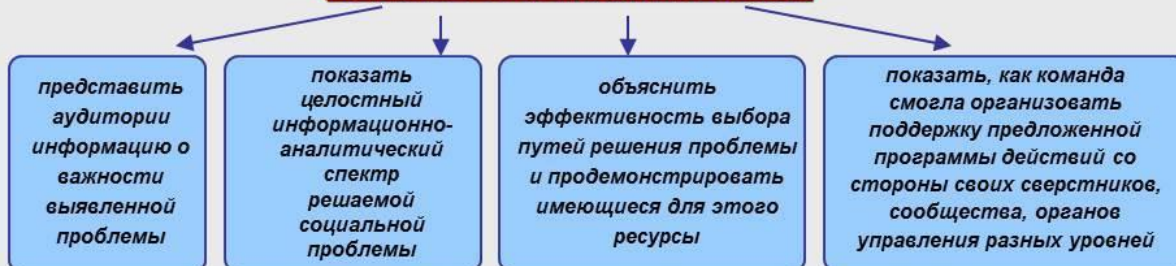 представить
аудитории
информацию о
важности
выявленной
проблемы
показать
целостный
информационно-
аналитический
спектр
решаемой
социальной
проблемы
объяснить
эффективность выбора
путей решения проблемы
и продемонстрировать
имеющиеся для этого
ресурсы
показать, как команда
смогла организовать
поддержку предложенной
программы действий со
стороны своих сверстников,
сообщества, органов
управления разных уровней